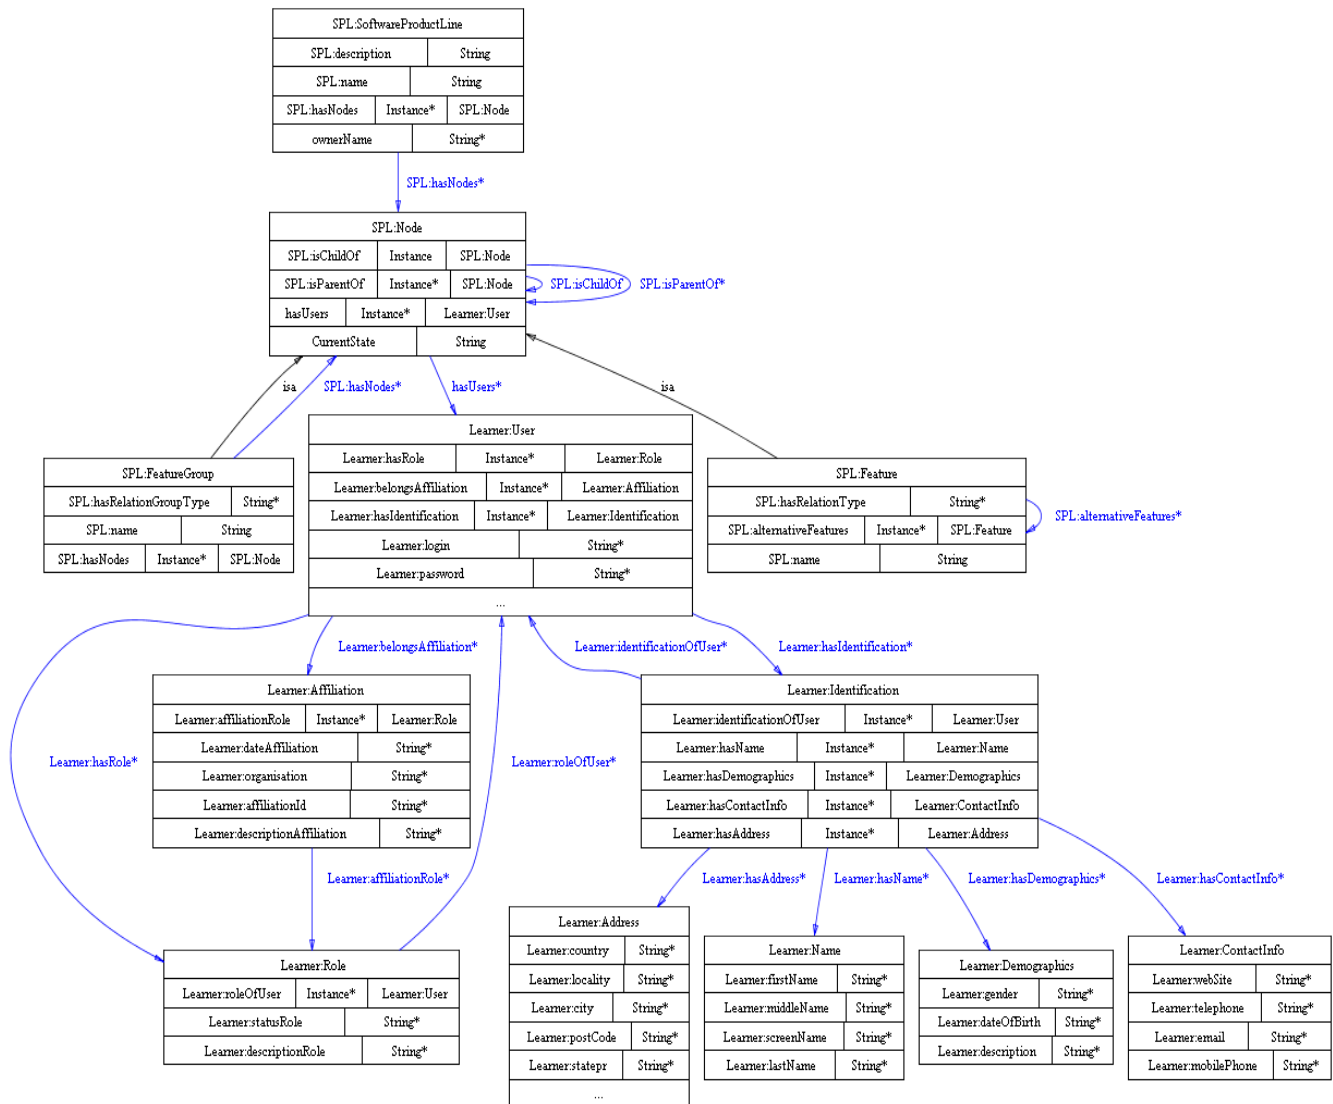 SPL:SoftwareProductLine
SPL:description String
SPL:name String
SPL:hasNodes Instance* SPL:Node
ownerName String*
SPL:hasNodes*
SPL:Node
SPL:isChildOf Instance SPL:Node
SPL:isParentOf Instance* SPL:Node
hasUsers Instance* Learner:User
CurrentState String
SPL:isChildOf SPL:isParentOf*
isa SPL:hasNodes* hasUsers* isa
SPL:FeatureGroup
SPL:hasRelationGroupType String*
SPL:name String
SPL:hasNodes Instance* SPL:Node
Learner:User
Learner:hasRole Instance* Learner:Role
Learner:belongsAffiliation Instance* Learner:Affiliation
Learner:hasIdentification Instance* Learner:Identification
Learner:login String*
Learner:password String*
...
SPL:Feature
SPL:hasRelationType String*
SPL:alternativeFeatures Instance* SPL:Feature
SPL:name String
SPL:alternativeFeatures*
Learner:belongsAffiliation* Learner:identificationOfUser* Learner:hasIdentification*
Learner:Affiliation
Learner:affiliationRole Instance* Learner:Role
Learner:dateAffiliation String*
Learner:organisation String*
Learner:affiliationId String*
Learner:descriptionAffiliation String*
Learner:hasRole*
Learner:roleOfUser*
Learner:Identification
Learner:identificationOfUser Instance* Learner:User
Learner:hasName Instance* Learner:Name
Learner:hasDemographics Instance* Learner:Demographics
Learner:hasContactInfo Instance* Learner:ContactInfo
Learner:hasAddress Instance* Learner:Address
Learner:affiliationRole* Learner:hasAddress* Learner:hasName* Learner:hasDemographics* Learner:hasContactInfo*
Learner:Role
Learner:roleOfUser Instance* Learner:User
Learner:statusRole String*
Learner:descriptionRole String*
Learner:Address
Learner:country String*
Learner:locality String*
Learner:city String*
Learner:postCode String*
Learner:statepr String*
...
Learner:Name
Learner:firstName String*
Learner:middleName String*
Learner:screenName String*
Learner:lastName String*
Learner:Demographics
Learner:gender String*
Learner:dateOfBirth String*
Learner:description String*
Learner:ContactInfo
Learner:webSite String*
Learner:telephone String*
Learner:email String*
Learner:mobilePhone String*